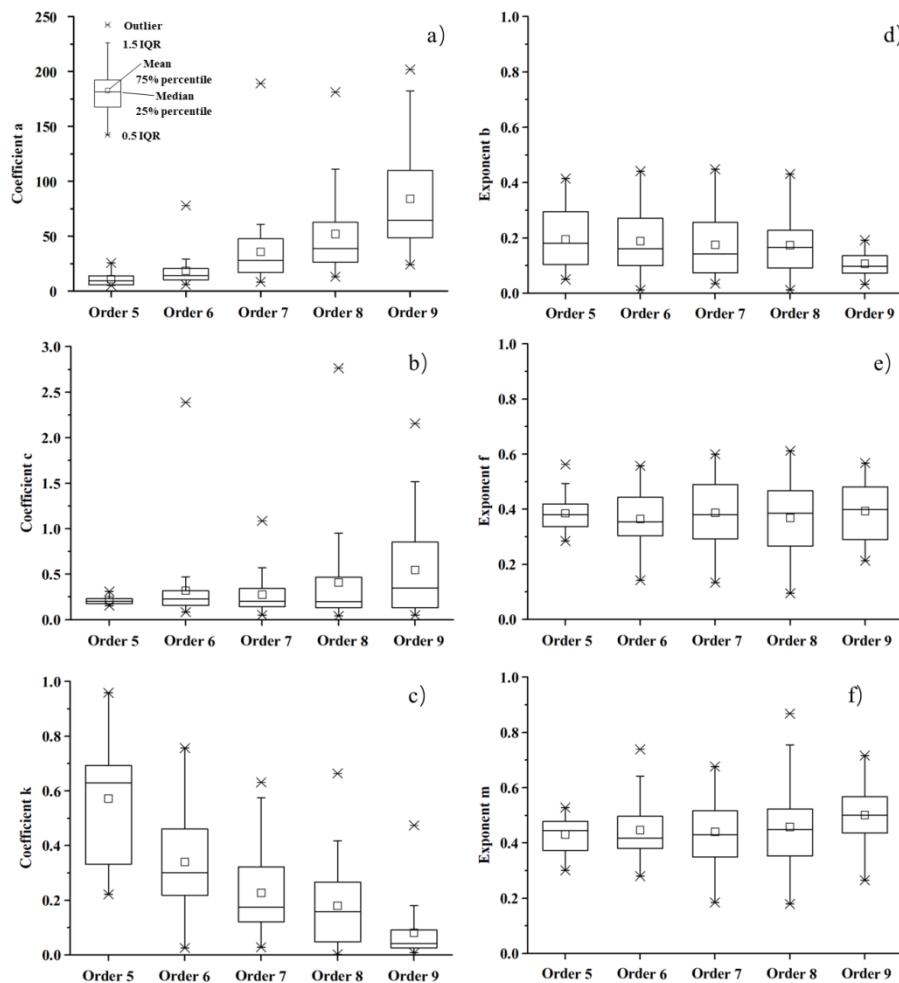 a)
250
200
150
100
50
0
Coefficient a
Outlier
1.5 IQR
Mean
75% percentile
Median
25% percentile
0.5 IQR
Order 5 Order 6 Order 7 Order 8 Order 9
d)
1.0
0.8
0.6
0.4
0.2
0.0
Exponent b
Order 5 Order 6 Order 7 Order 8 Order 9
b)
3.0
2.5
2.0
1.5
1.0
0.5
0.0
Coefficient c
Order 5 Order 6 Order 7 Order 8 Order 9
e)
1.0
0.8
0.6
0.4
0.2
0.0
Exponent f
Order 5 Order 6 Order 7 Order 8 Order 9
c)
1.0
0.8
0.6
0.4
0.2
0.0
Coefficient k
Order 5 Order 6 Order 7 Order 8 Order 9
f)
1.0
0.8
0.6
0.4
0.2
0.0
Exponent m
Order 5 Order 6 Order 7 Order 8 Order 9